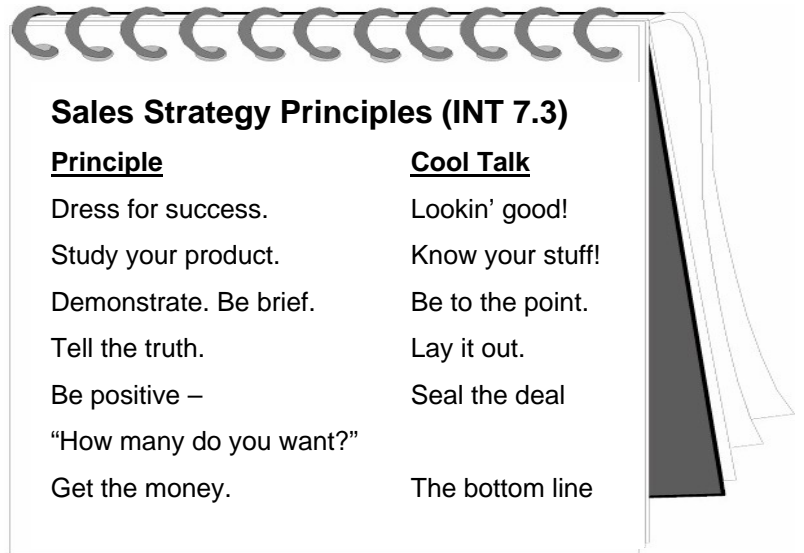 Sales Strategy Principles (INT 7.3)
Principle Cool Talk
Dress for success. Lookin’ good!
Study your product. Know your stuff!
Demonstrate. Be brief. Be to the point.
Tell the truth. Lay it out.
Be positive – Seal the deal
“How many do you want?”
Get the money. The bottom line